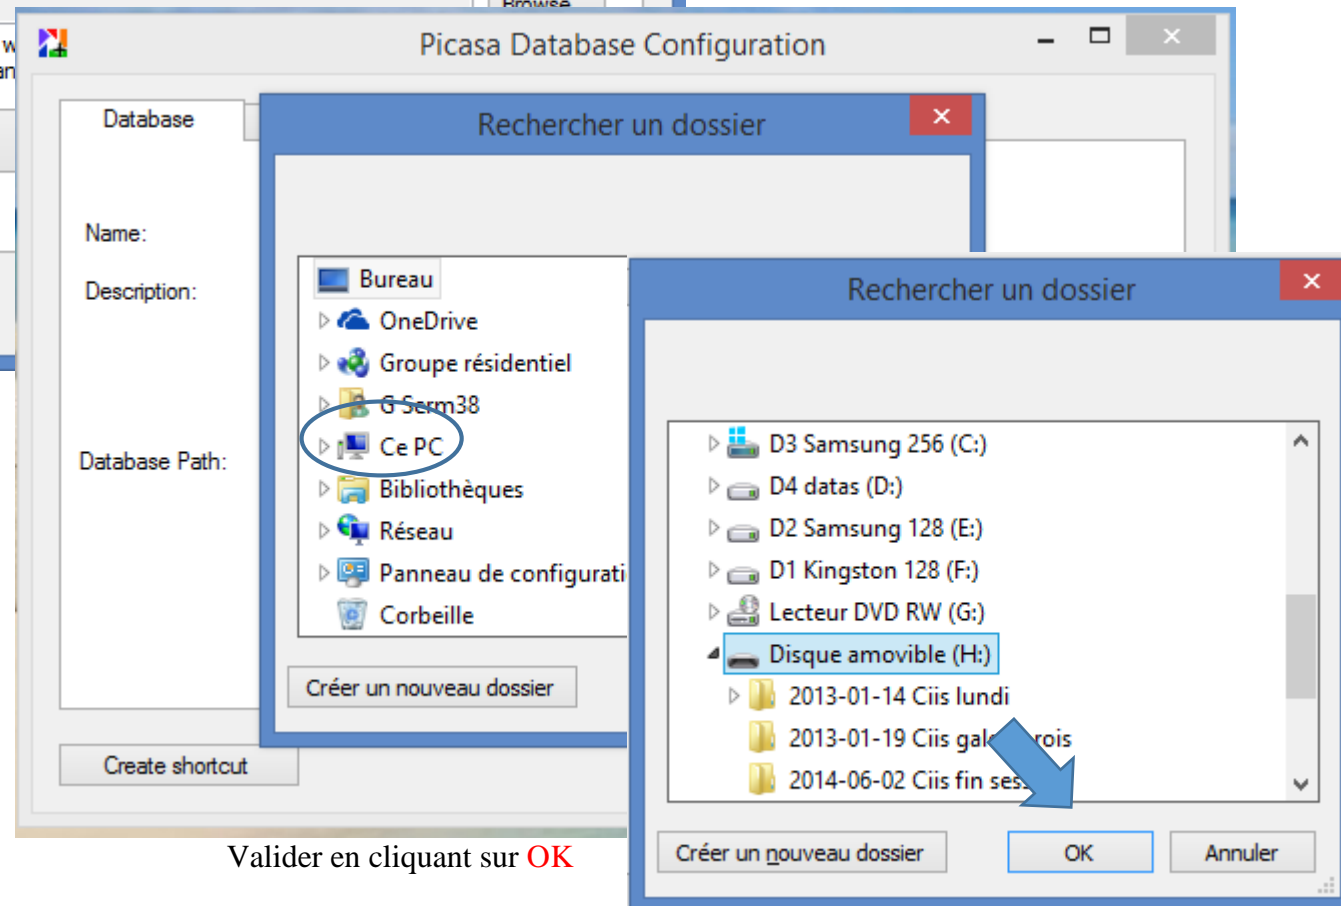 Browse
w
an
Picasa Database Configuration
Database
Name:
Description:
Database Path:
Create shortcut
Rechercher un dossier
Bureau
OneDrive
Groupe résidentiel
G Serm38
Ce PC
Bibliothèques
Réseau
Panneau de configurati
Corbeille
Créer un nouveau dossier
Rechercher un dossier
D3 Samsung 256 (C:)
D4 datas (D:)
D2 Samsung 128 (E:)
D1 Kingston 128 (F:)
Lecteur DVD RW (G:)
Disque amovible (H:)
2013-01-14 Ciis lundi
2013-01-19 Ciis rois
2014-06-02 Ciis fin
Créer un nouveau dossier
OK
Annuler
Valider en cliquant sur OK